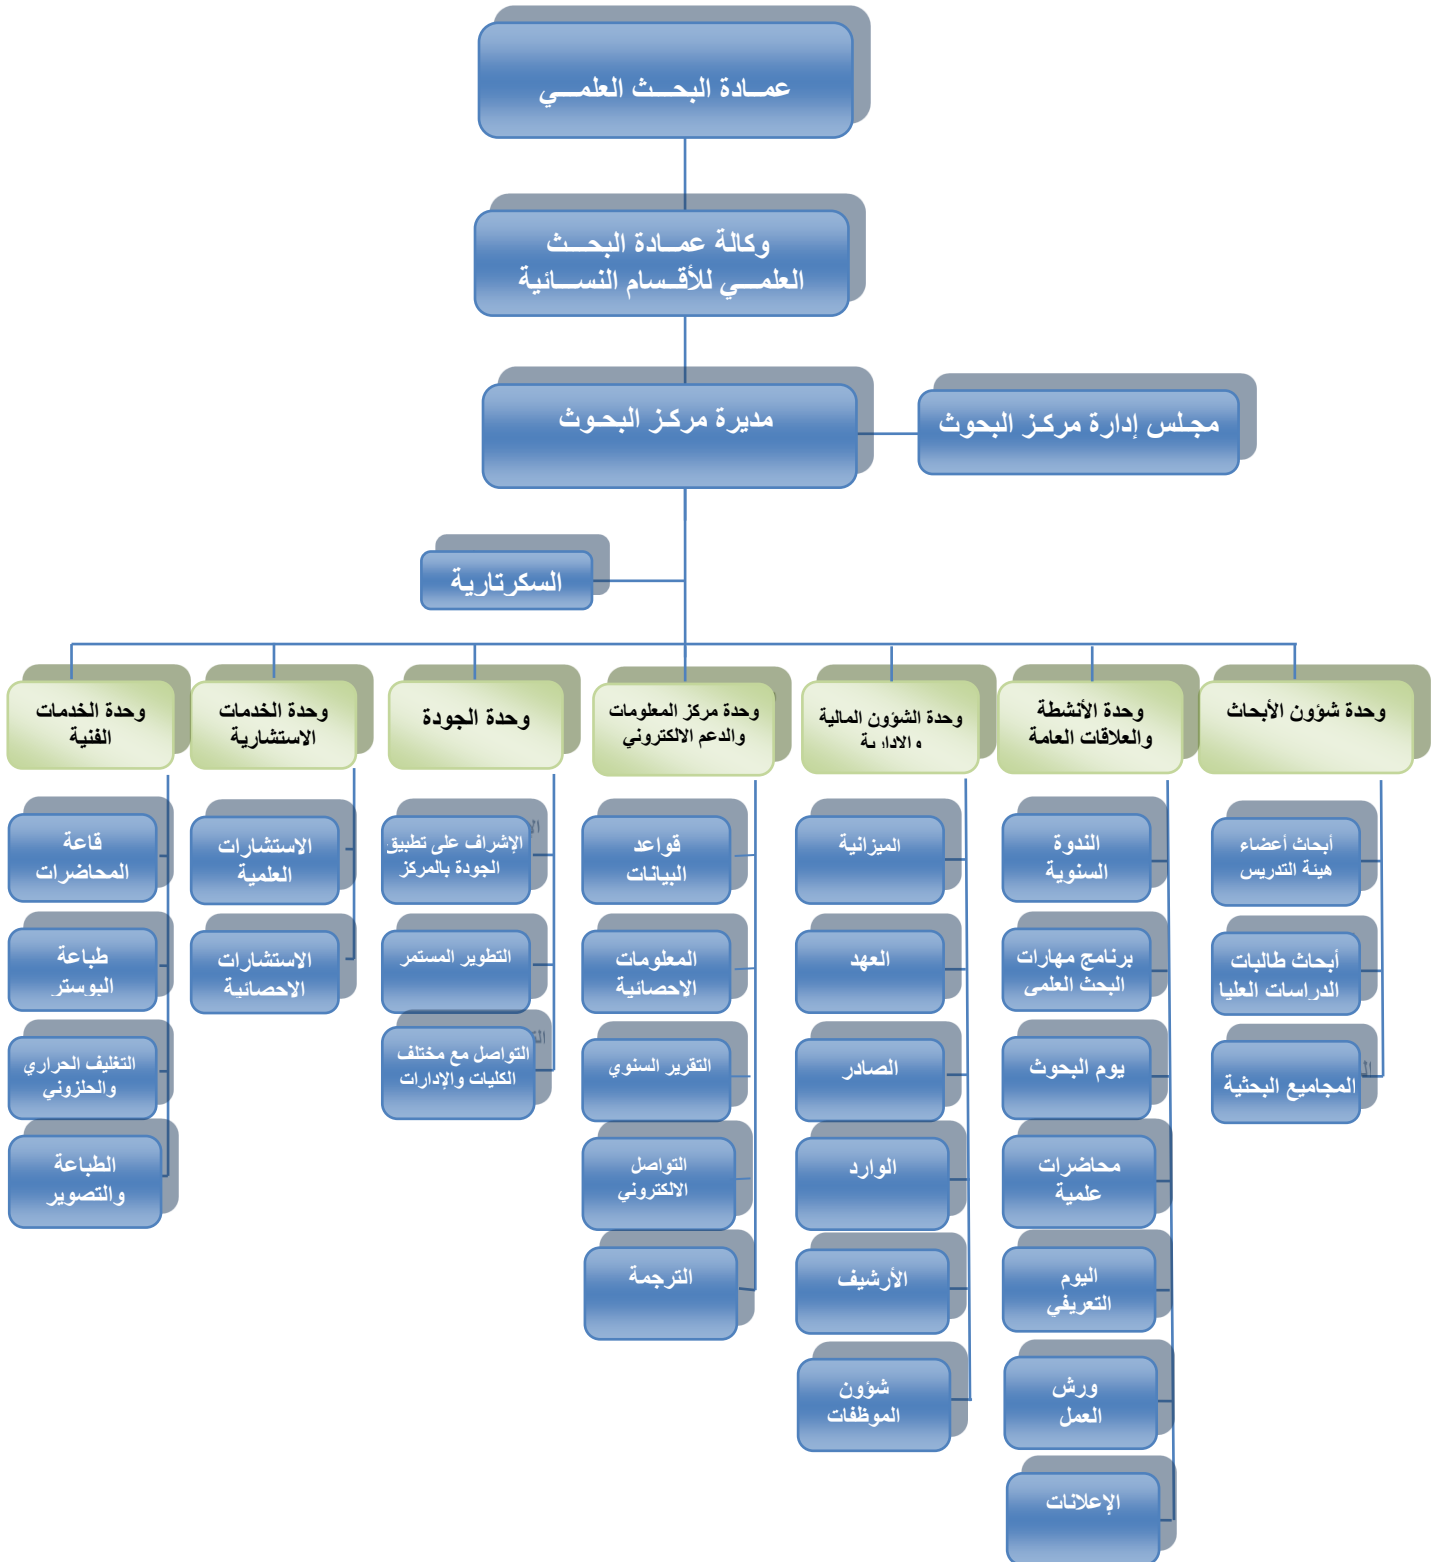 عمـــادة البحـــث العلمـــي
وكالة عمـــادة البحـــث
العلمـــي للأقـــسام النســـائية
مديرة مركـز البحـوث
مجـلس إدارة مركـز البحوث
السكرتارية
وحدة شؤون الأبحاث
وحدة الأنشطة
والعلاقات العامة
وحدة الشؤون المالية
والادارية
وحدة مركز المعلومات
والدعم الالكتروني
وحدة الجودة
وحدة الخدمات
الاستشارية
وحدة الخدمات
الفنية
أبحاث أعضاء
هيئة التدريس
أبحاث طالبات
الدراسات العليا
المجاميع البحثية
الندوة
السنوية
برنامج مهارات
البحث العلمي
يوم البحوث
محاضرات
علمية
اليوم
التعريفي
ورش
العمل
الإعلانات
الميزانية
العهد
الصادر
الوارد
الأرشيف
شؤون
الموظفات
قواعد
البيانات
المعلومات
الاحصائية
التقرير السنوي
التواصل
الالكتروني
الترجمة
الإشراف على تطبيق
الجودة بالمركز
التطوير المستمر
التواصل مع مختلف
الكليات والإدارات
الاستشارات
العلمية
الاستشارات
الاحصائية
قاعة
المحاضرات
طباعة
البوستر
التغليف الحراري
والحلزوني
الطباعة
والتصوير